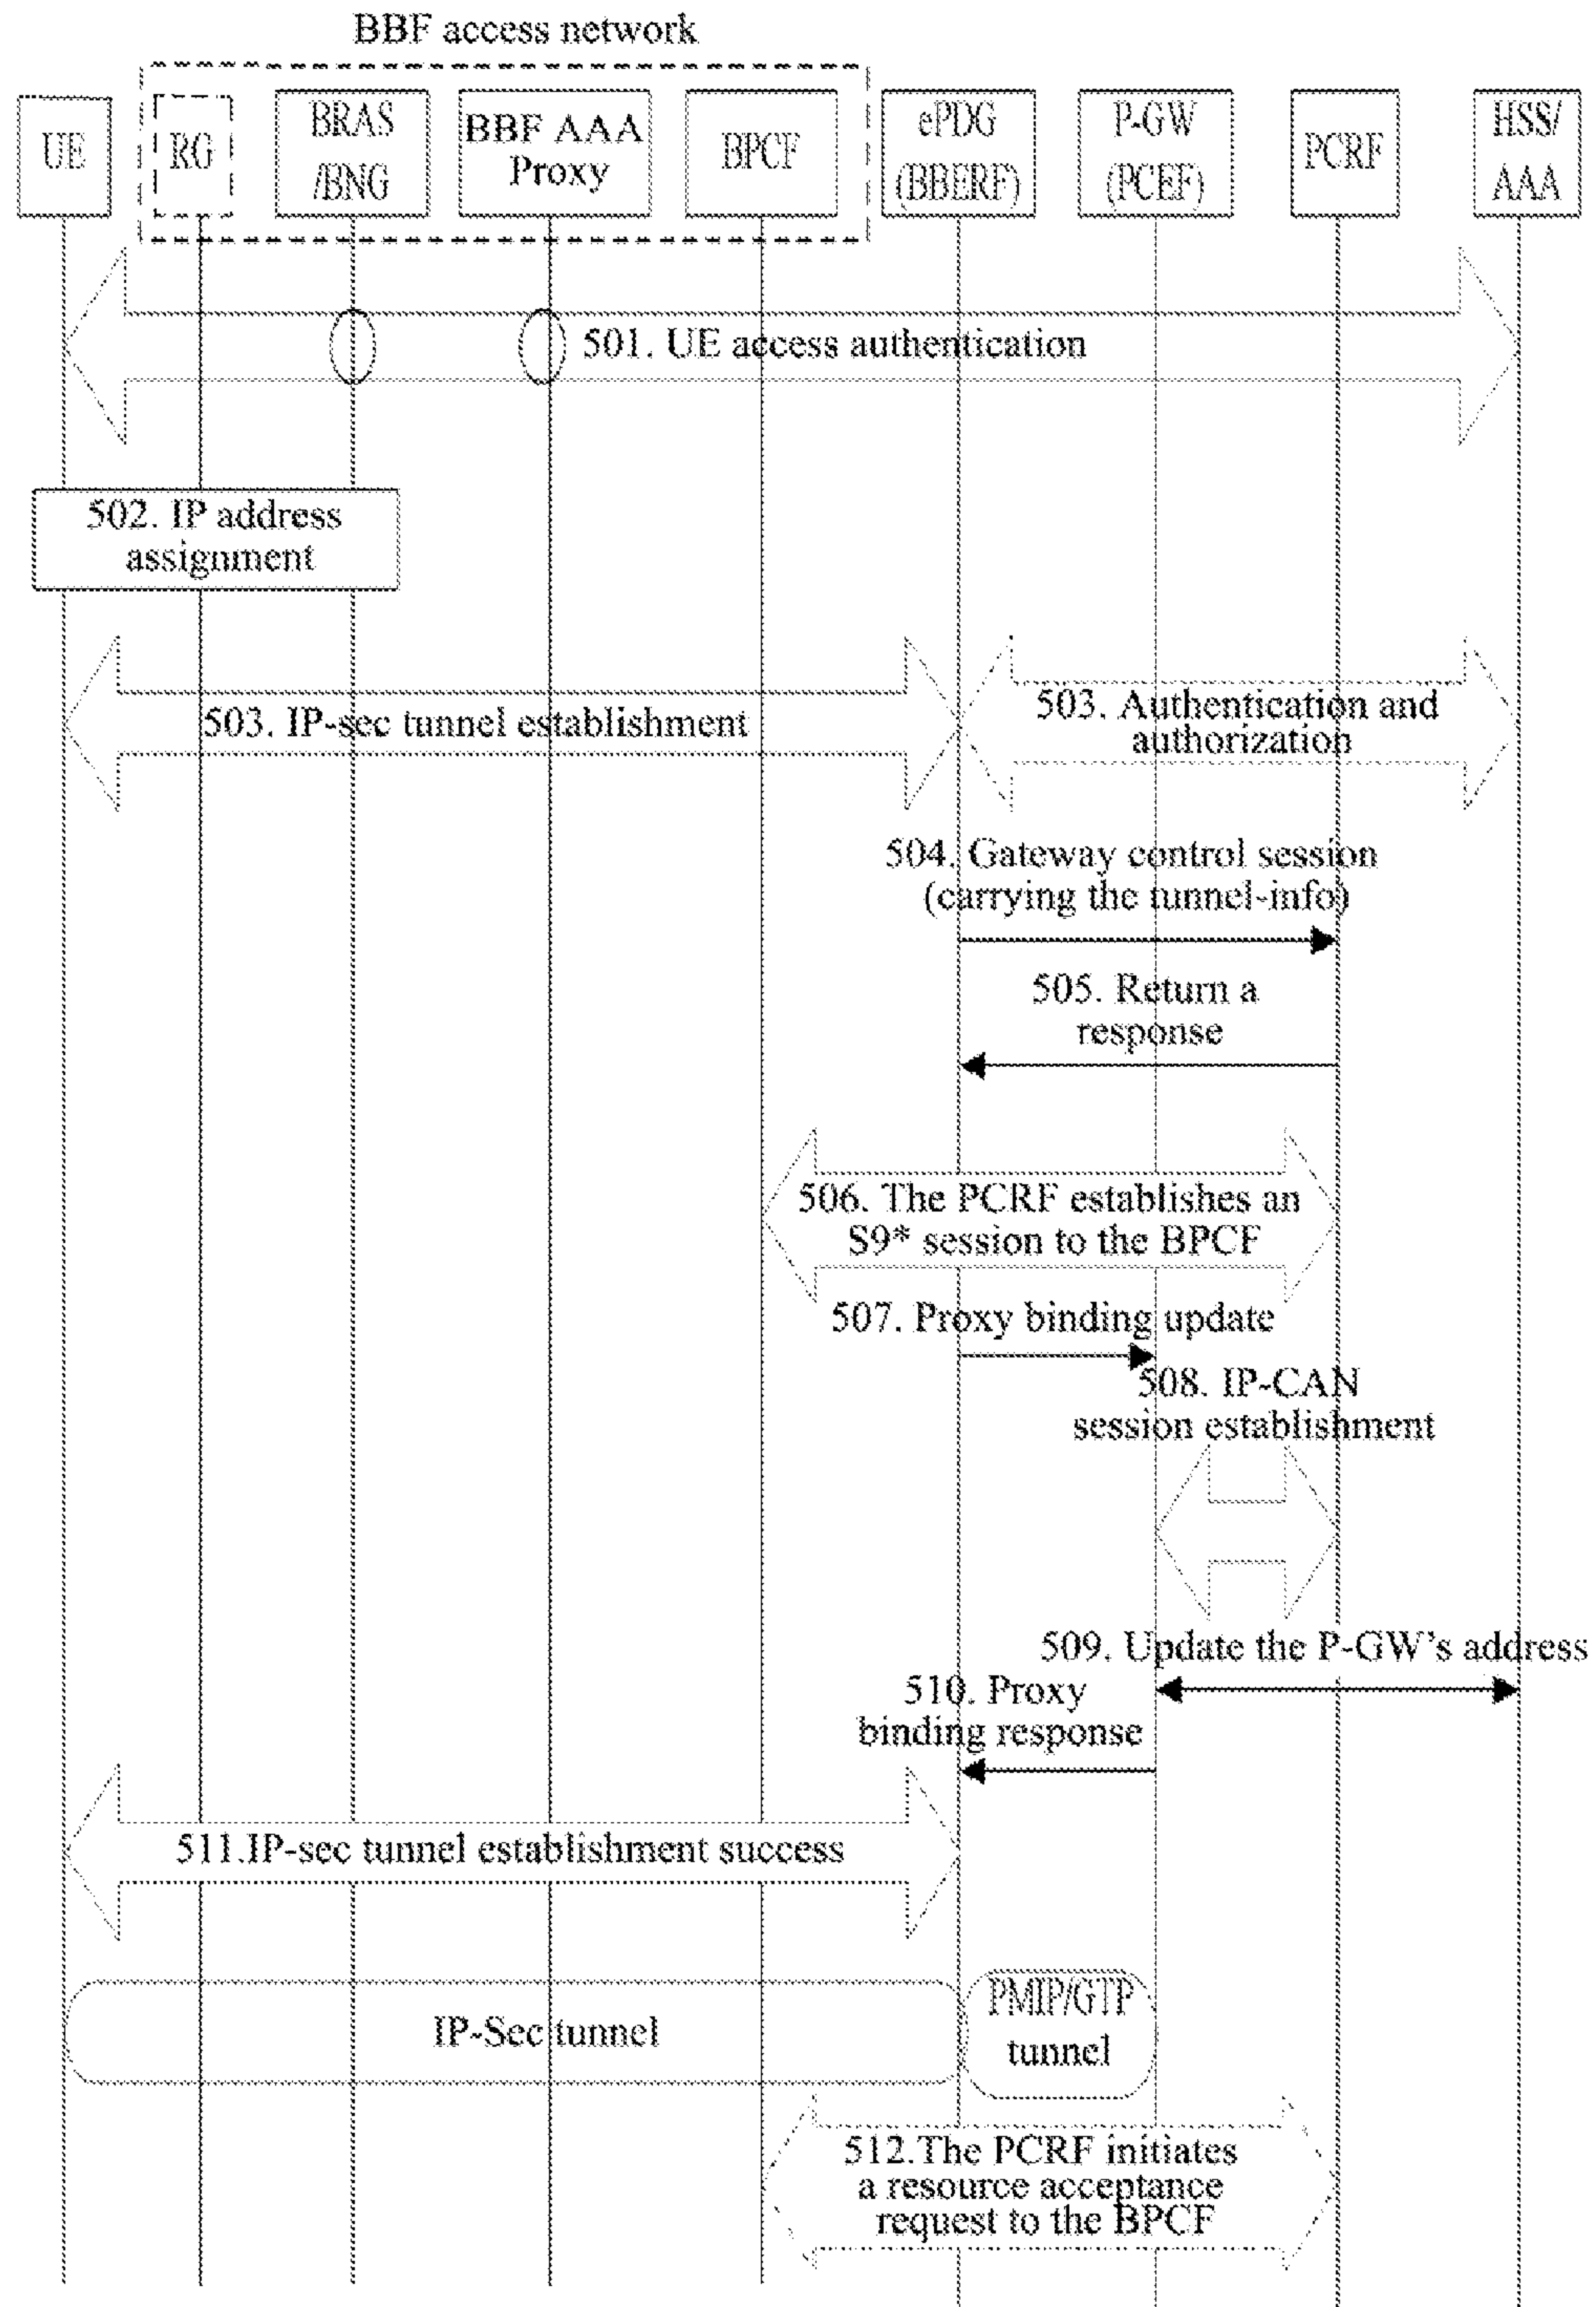 BBF access network
UE
RG
BRAS
/BNG
BBF AAA
Proxy
BPCF
ePDG
(BBERF)
P-GW
(PCEF)
PCRF
HSS/
AAA
501. UE access authentication
502. IP address
assignment
503. IP-sec tunnel establishment
503. Authentication and
authorization
504. Gateway control session
(carrying the tunnel-info)
505. Return a
response
506. The PCRF establishes an
S9* session to the BPCF
507. Proxy binding update
508. IP-CAN
session establishment
509. Update the P-GW's address
510. Proxy
binding response
511.IP-sec tunnel establishment success
IP-Sec tunnel
PMIP/GTP
tunnel
512.The PCRF initiates
a resource acceptance
request to the BPCF